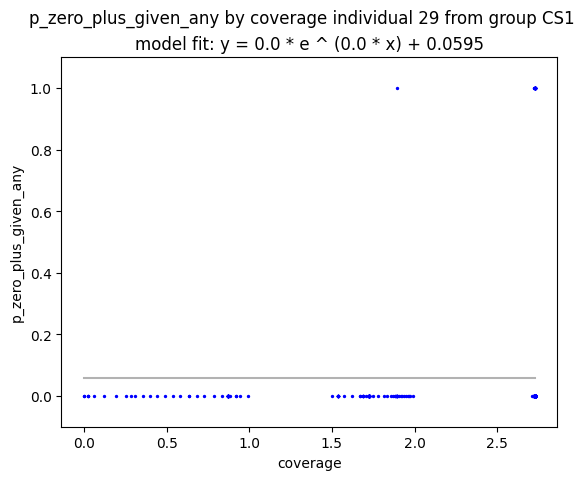 p_zero_plus_given_any by coverage individual 29 from group CS1
model fit: y = 0.0 * e ^ (0.0 * x) + 0.0595
1.0
0.8
0.6
0.4
0.2
0.0
p_zero_plus_given_any
0.0 0.5 1.0 1.5 2.0 2.5
coverage